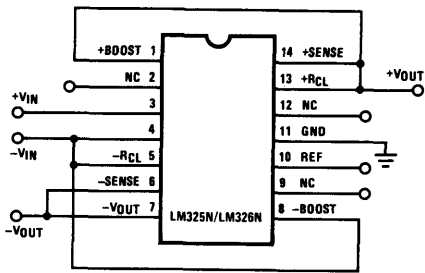 +BOOST 1
14 +SENSE
NC 2
13 +RCL
+VOUT
+VIN
3
12 NC
-VIN
4
11 GND
-RCL 5
10 REF
-SENSE 6
9 NC
-VOUT 7
LM325N/LM326N
8 -BOOST
-VOUT